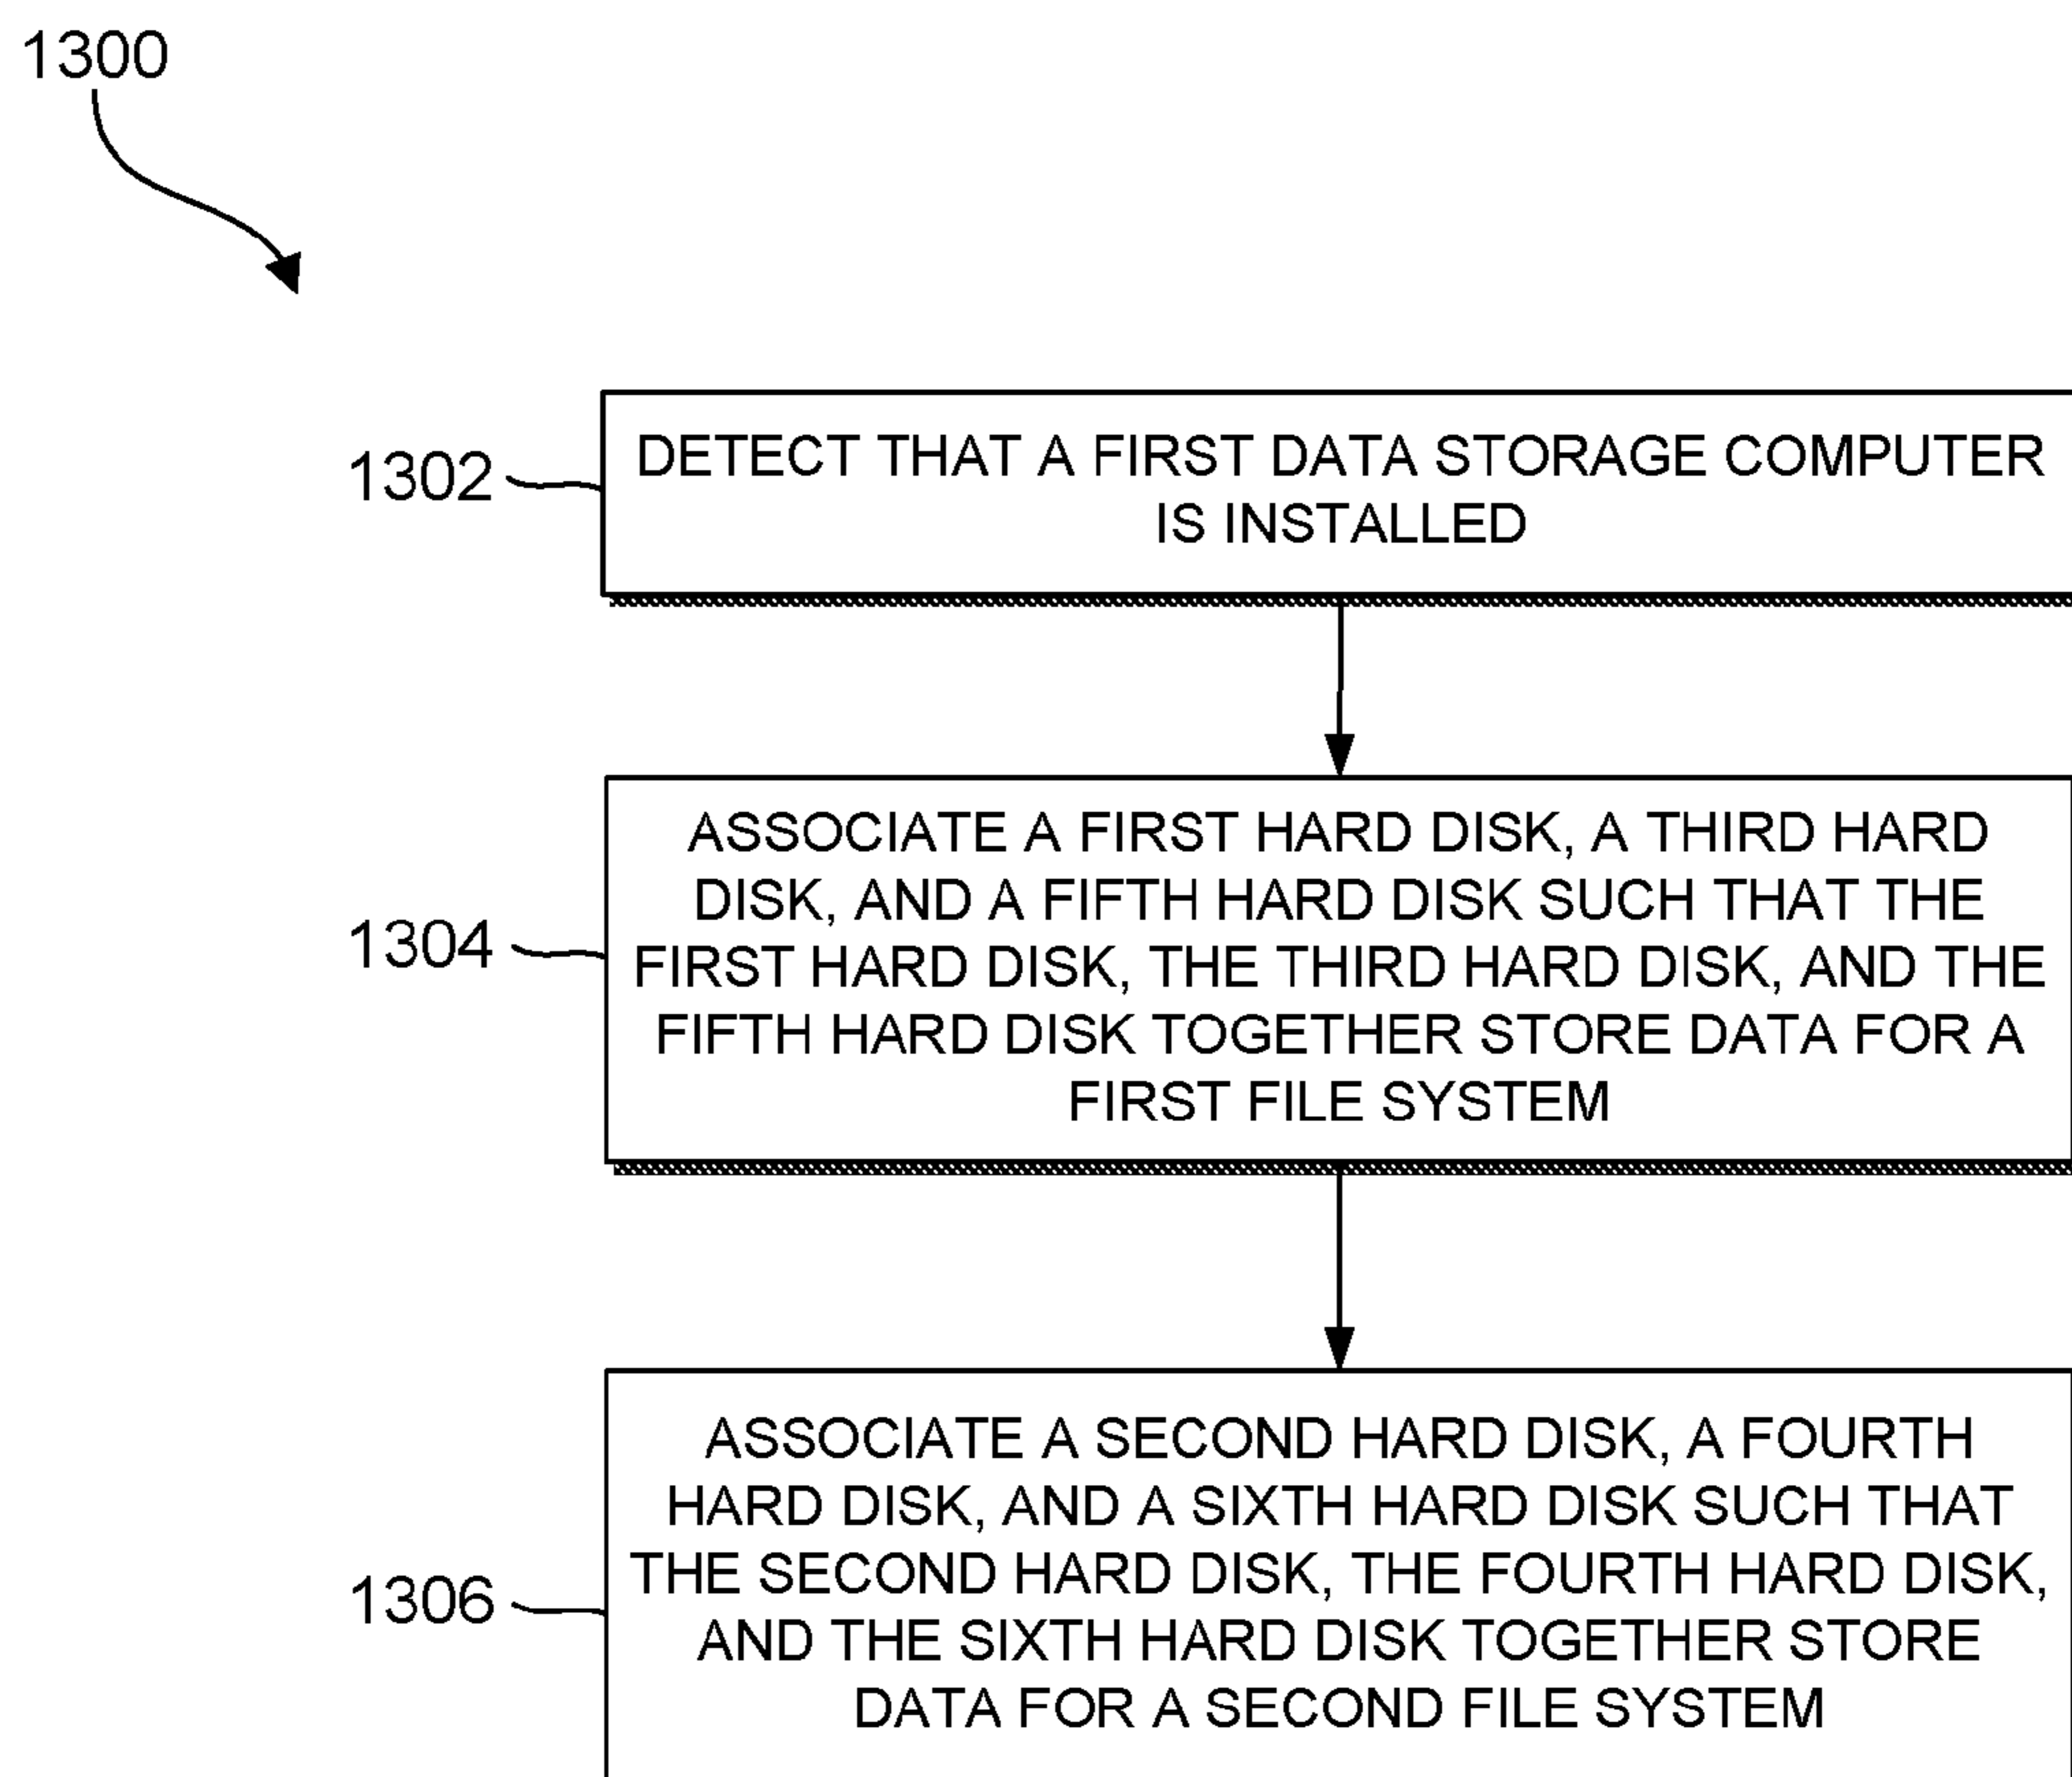 1300
1302
DETECT THAT A FIRST DATA STORAGE COMPUTER
IS INSTALLED
1304
ASSOCIATE A FIRST HARD DISK, A THIRD HARD
DISK, AND A FIFTH HARD DISK SUCH THAT THE
FIRST HARD DISK, THE THIRD HARD DISK, AND THE
FIFTH HARD DISK TOGETHER STORE DATA FOR A
FIRST FILE SYSTEM
1306
ASSOCIATE A SECOND HARD DISK, A FOURTH
HARD DISK, AND A SIXTH HARD DISK SUCH THAT
THE SECOND HARD DISK, THE FOURTH HARD DISK,
AND THE SIXTH HARD DISK TOGETHER STORE
DATA FOR A SECOND FILE SYSTEM